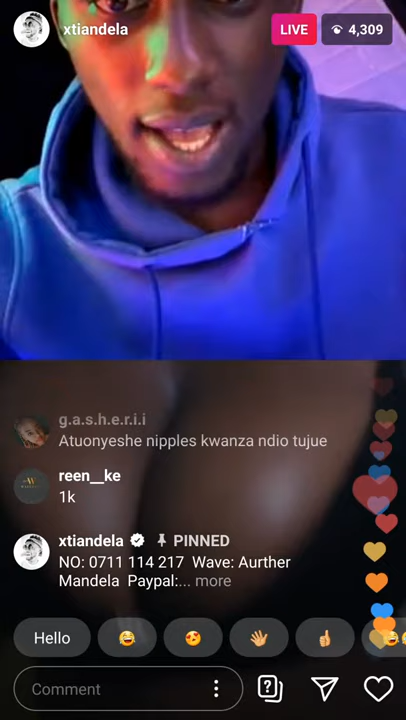 xtiandela
LIVE
4,309
g.a.s.h.e.r.i.i
Atuonyeshe nipples kwanza ndio tujue
reen__ke
1k
xtiandela PINNED
NO: 0711 114 217 Wave: Aurther
Mandela Paypal:... more
Hello
Comment